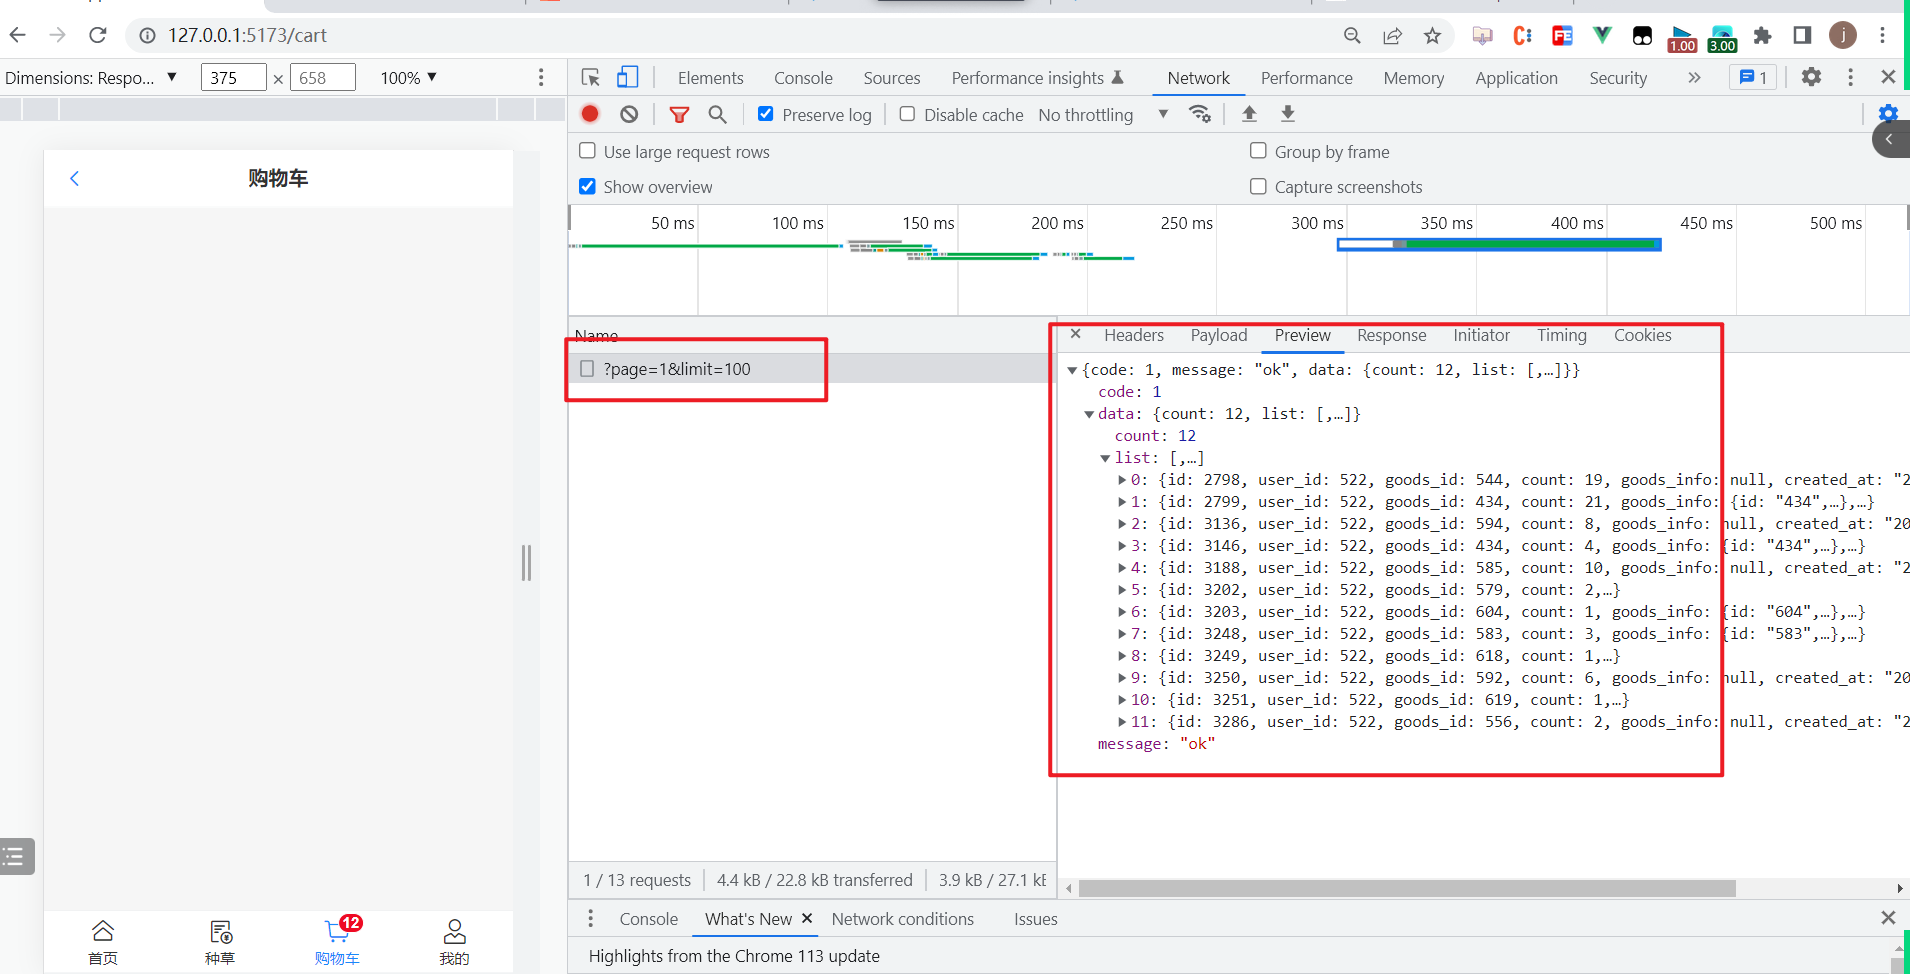 127.0.0.1:5173/cart
j
1.00
3.00
Dimensions: Respo... ▼ 375 × 658 100% ▼
Elements Console Sources Performance insights Network Performance Memory Application Security » 1
Preserve log Disable cache No throttling ▼
Use large request rows Group by frame
Show overview Capture screenshots
50 ms 100 ms 150 ms 200 ms 250 ms 300 ms 350 ms 400 ms 450 ms 500 ms
购物车
Name
?page=1&limit=100
× Headers Payload Preview Response Initiator Timing Cookies
▼{code: 1, message: "ok", data: {count: 12, list: [,…]}}
code: 1
▼data: {count: 12, list: [,…]}
count: 12
▼list: [,…]
▶0: {id: 2798, user_id: 522, goods_id: 544, count: 19, goods_info: null, created_at: "2
▶1: {id: 2799, user_id: 522, goods_id: 434, count: 21, goods_info: {id: "434",…},…}
▶2: {id: 3136, user_id: 522, goods_id: 594, count: 8, goods_info: null, created_at: "20
▶3: {id: 3146, user_id: 522, goods_id: 434, count: 4, goods_info: {id: "434",…},…}
▶4: {id: 3188, user_id: 522, goods_id: 585, count: 10, goods_info: null, created_at: "2
▶5: {id: 3202, user_id: 522, goods_id: 579, count: 2,…}
▶6: {id: 3203, user_id: 522, goods_id: 604, count: 1, goods_info: {id: "604",…},…}
▶7: {id: 3248, user_id: 522, goods_id: 583, count: 3, goods_info: {id: "583",…},…}
▶8: {id: 3249, user_id: 522, goods_id: 618, count: 1,…}
▶9: {id: 3250, user_id: 522, goods_id: 592, count: 6, goods_info: null, created_at: "20
▶10: {id: 3251, user_id: 522, goods_id: 619, count: 1,…}
▶11: {id: 3286, user_id: 522, goods_id: 556, count: 2, goods_info: null, created_at: "2
message: "ok"
1 / 13 requests 4.4 kB / 22.8 kB transferred 3.9 kB / 27.1 kB
Console What's New × Network conditions Issues
Highlights from the Chrome 113 update
12
首页 种草 购物车 我的